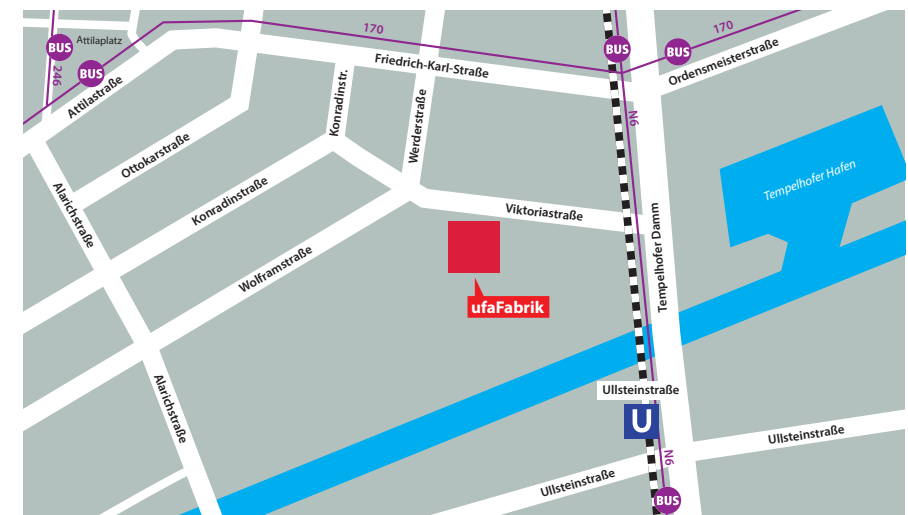 170
170
BUS
Attilaplatz
BUS
BUS
BUS
246
Attilastraße
Friedrich-Karl-Straße
Ordensmeisterstraße
Konradinstr.
Werderstraße
N6
Ottokarstraße
Alarichstraße
Konradinstraße
Tempelhofer Hafen
Viktoriastraße
Tempelhofer Damm
Wolframstraße
ufaFabrik
Alarichstraße
Ullsteinstraße
U
Ullsteinstraße
N6
Ullsteinstraße
BUS